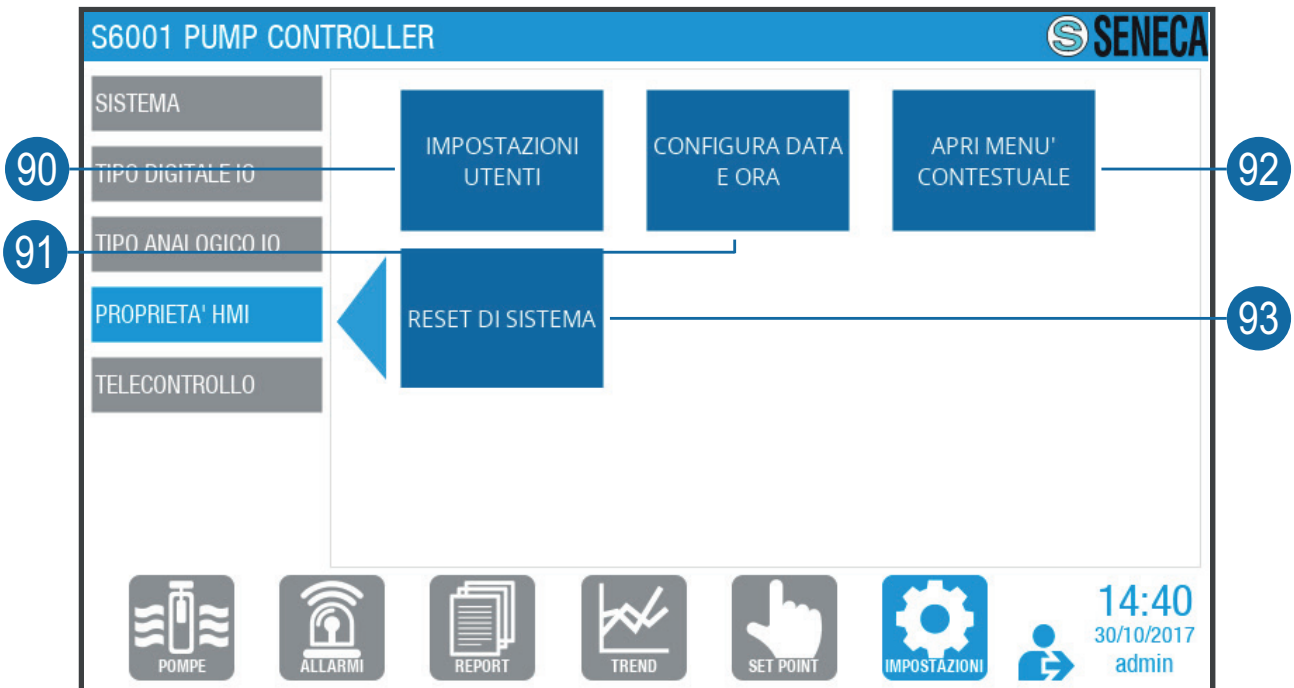 S6001 PUMP CONTROLLER
S SENECA
SISTEMA
TIPO DIGITALE IO
TIPO ANALOGICO IO
PROPRIETA' HMI
TELECONTROLLO
IMPOSTAZIONI
UTENTI
CONFIGURA DATA
E ORA
APRI MENU'
CONTESTUALE
RESET DI SISTEMA
90
91
92
93
POMPE
ALLARMI
REPORT
TREND
SET POINT
IMPOSTAZIONI
14:40
30/10/2017
admin